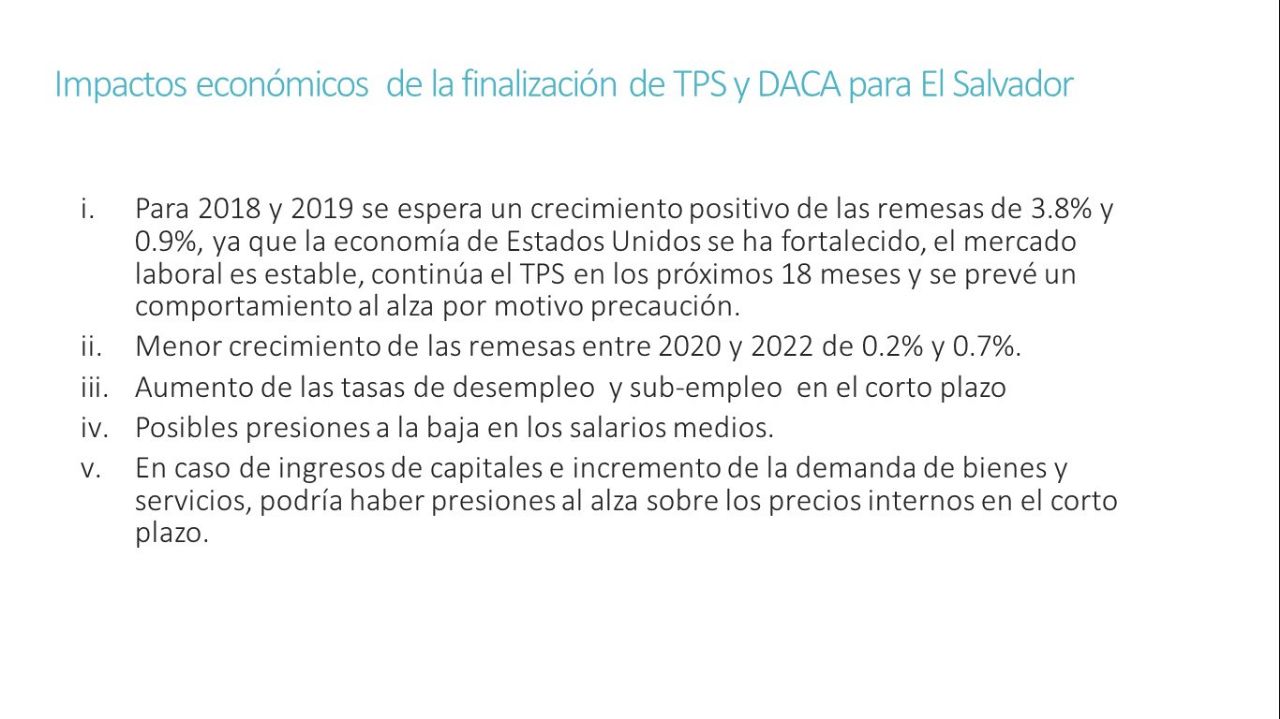 Impactos económicos  de la finalización de TPS y DACA para El Salvador
i. Para 2018 y 2019 se espera un crecimiento positivo de las remesas de 3.8% y
0.9%, ya que la economía de Estados Unidos se ha fortalecido, el mercado
laboral es estable, continúa el TPS en los próximos 18 meses y se prevé un
comportamiento al alza por motivo precaución.
ii. Menor crecimiento de las remesas entre 2020 y 2022 de 0.2% y 0.7%.
iii. Aumento de las tasas de desempleo  y sub-empleo  en el corto plazo
iv. Posibles presiones a la baja en los salarios medios.
v. En caso de ingresos de capitales e incremento de la demanda de bienes y
servicios, podría haber presiones al alza sobre los precios internos en el corto
plazo.